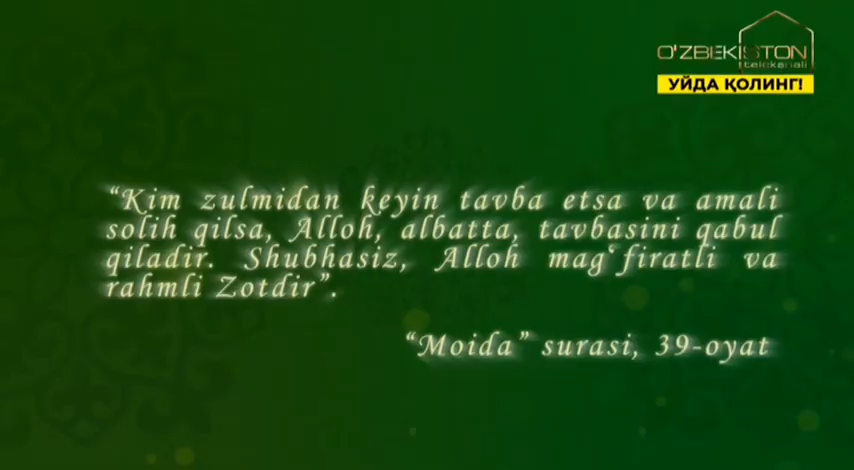 O'ZBEKISTON
telekanali
УЙДА ҚОЛИНГ!
“Kim zulmidan keyin tavba etsa va amali
solih qilsa, Alloh, albatta, tavbasini qabul
qiladir. Shubhasiz, Alloh mag‘firatli va
rahmli Zotdir”.
“Moida” surasi, 39-oyat